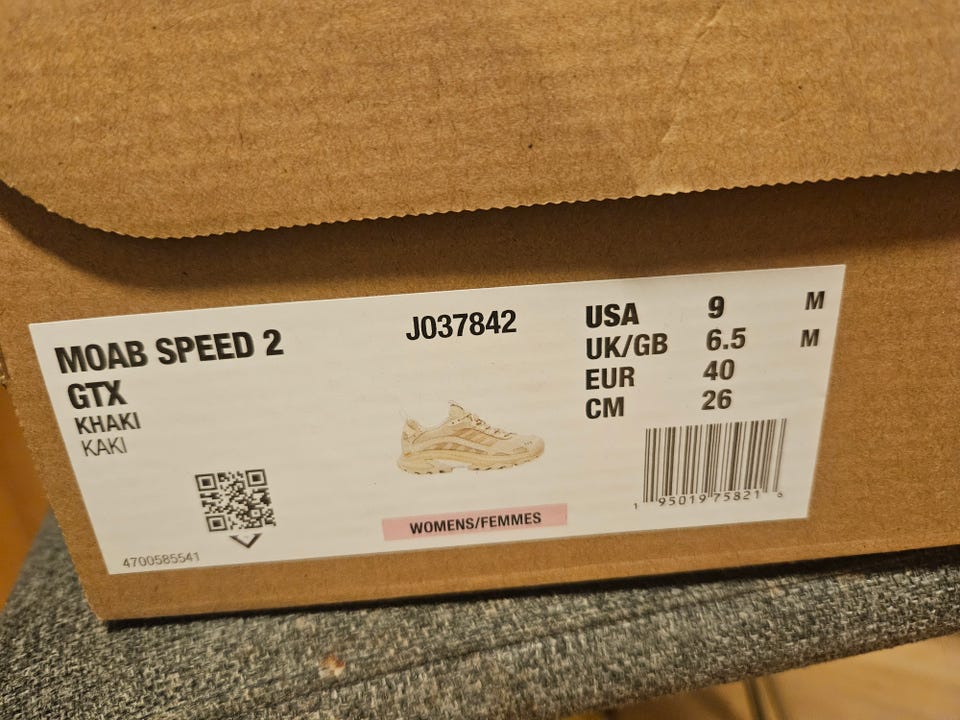 MOAB SPEED 2
GTX
KHAKI
KAKI
J037842
USA 9 M
UK/GB 6.5 M
EUR 40
CM 26
1 95019 75821 6
WOMENS/FEMMES
4700585541